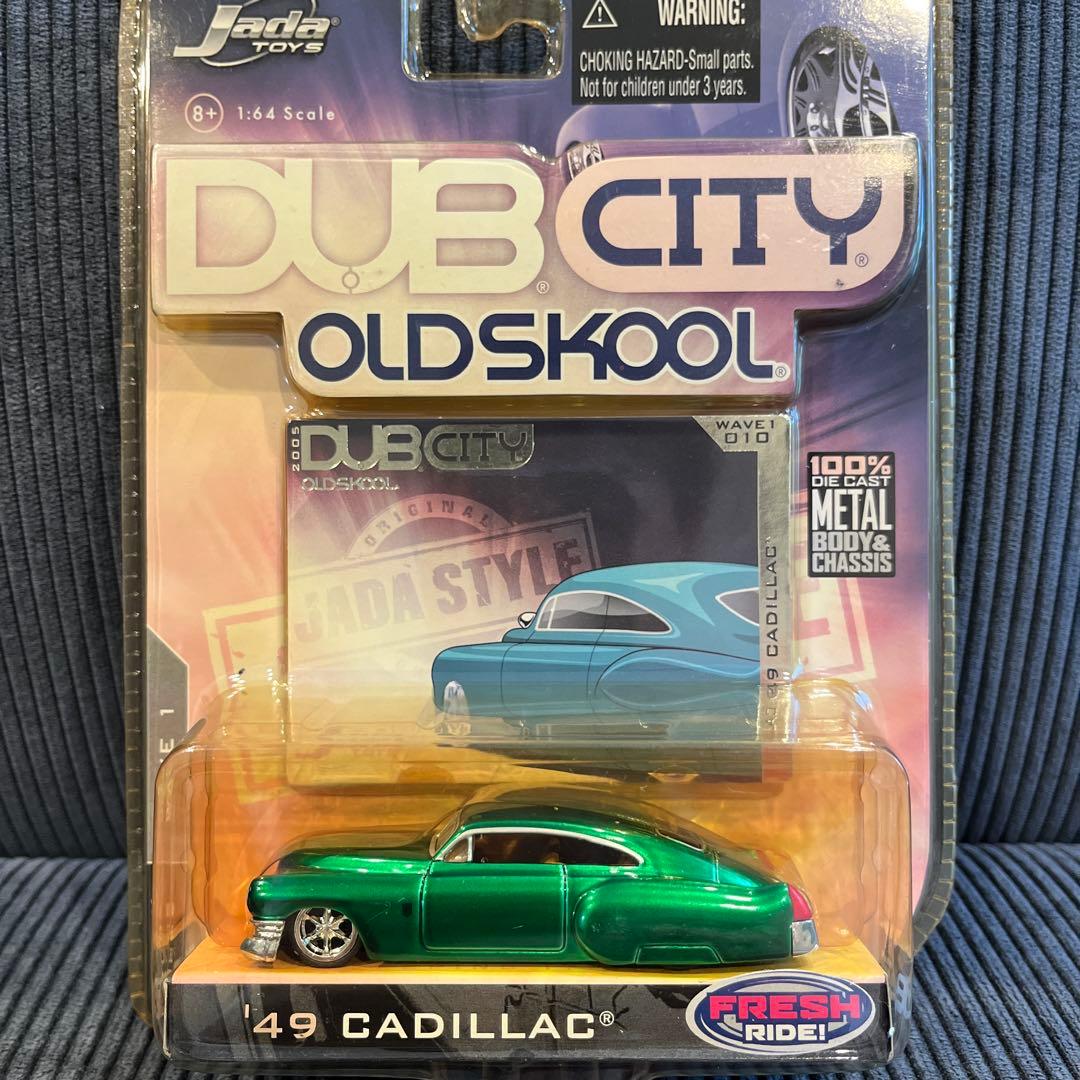 Jada®
TOYS
8+ 1:64 Scale
WARNING:
CHOKING HAZARD-Small parts.
Not for children under 3 years.
DUB® CITY®
OLDSKOOL®
2005
DUB CITY
OLDSKOOL
WAVE 1
010
ORIGINAL
JADA STYLE
'49 CADILLAC
100%
DIE CAST
METAL
BODY&
CHASSIS
E 1
'49 CADILLAC®
FRESH
RIDE!